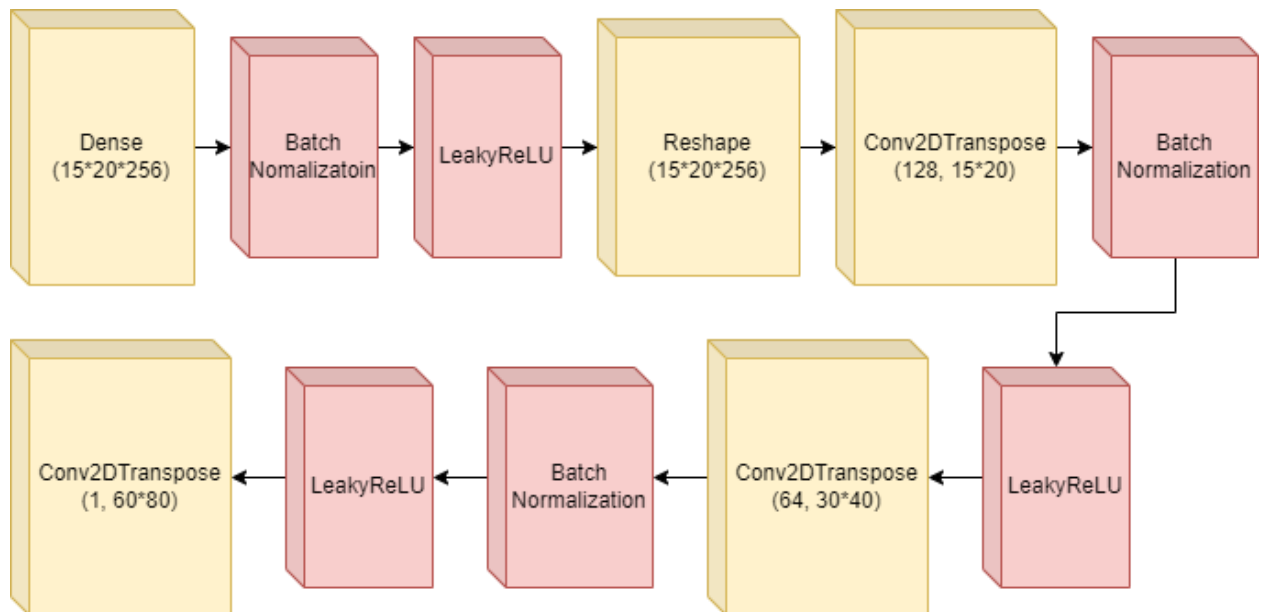 Dense
(15*20*256)
Batch
Nomalizatoin
LeakyReLU
Reshape
(15*20*256)
Conv2DTranspose
(128, 15*20)
Batch
Normalization
LeakyReLU
Conv2DTranspose
(64, 30*40)
Batch
Normalization
LeakyReLU
Conv2DTranspose
(1, 60*80)